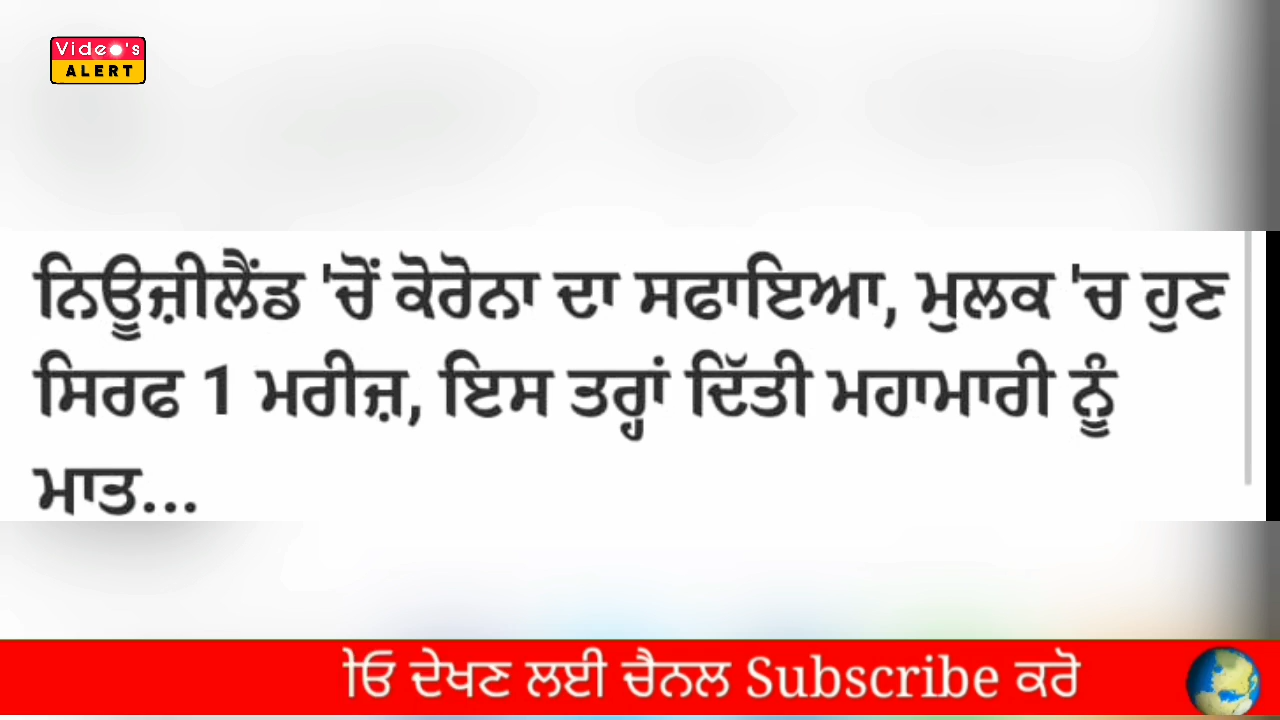 Video's
ALERT
ਨਿਊਜ਼ੀਲੈਂਡ 'ਚੋਂ ਕੋਰੋਨਾ ਦਾ ਸਫਾਇਆ, ਮੁਲਕ 'ਚ ਹੁਣ
ਸਿਰਫ 1 ਮਰੀਜ਼, ਇਸ ਤਰ੍ਹਾਂ ਦਿੱਤੀ ਮਹਾਮਾਰੀ ਨੂੰ
ਮਾਤ...
ਦੇਖਣ ਲਈ ਚੈਨਲ Subscribe ਕਰੋ